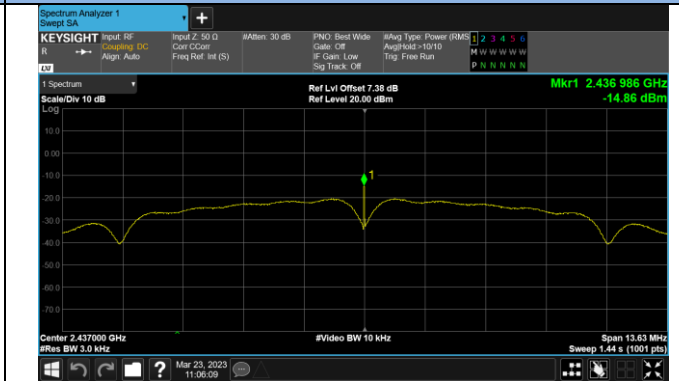 Spectrum Analyzer 1
Swept SA
+
KEYSIGHT
R
LXI
Input: RF
Coupling: DC
Align: Auto
Input Z: 50 Ω
Corr CCorr
Freq Ref: Int (S)
#Atten: 30 dB
PNO: Best Wide
Gate: Off
IF Gain: Low
Sig Track: Off
#Avg Type: Power (RMS
Avg|Hold:>10/10
Trig: Free Run
1 2 3 4 5 6
M W W W W W
P N N N N N
1 Spectrum
Scale/Div 10 dB
Log
Ref Lvl Offset 7.38 dB
Ref Level 20.00 dBm
Mkr1 2.436 986 GHz
-14.86 dBm
10.0
0.00
-10.0
-20.0
-30.0
-40.0
-50.0
-60.0
-70.0
1
Center 2.437000 GHz
#Res BW 3.0 kHz
#Video BW 10 kHz
Span 13.63 MHz
Sweep 1.44 s (1001 pts)
?
Mar 23, 2023
11:06:09